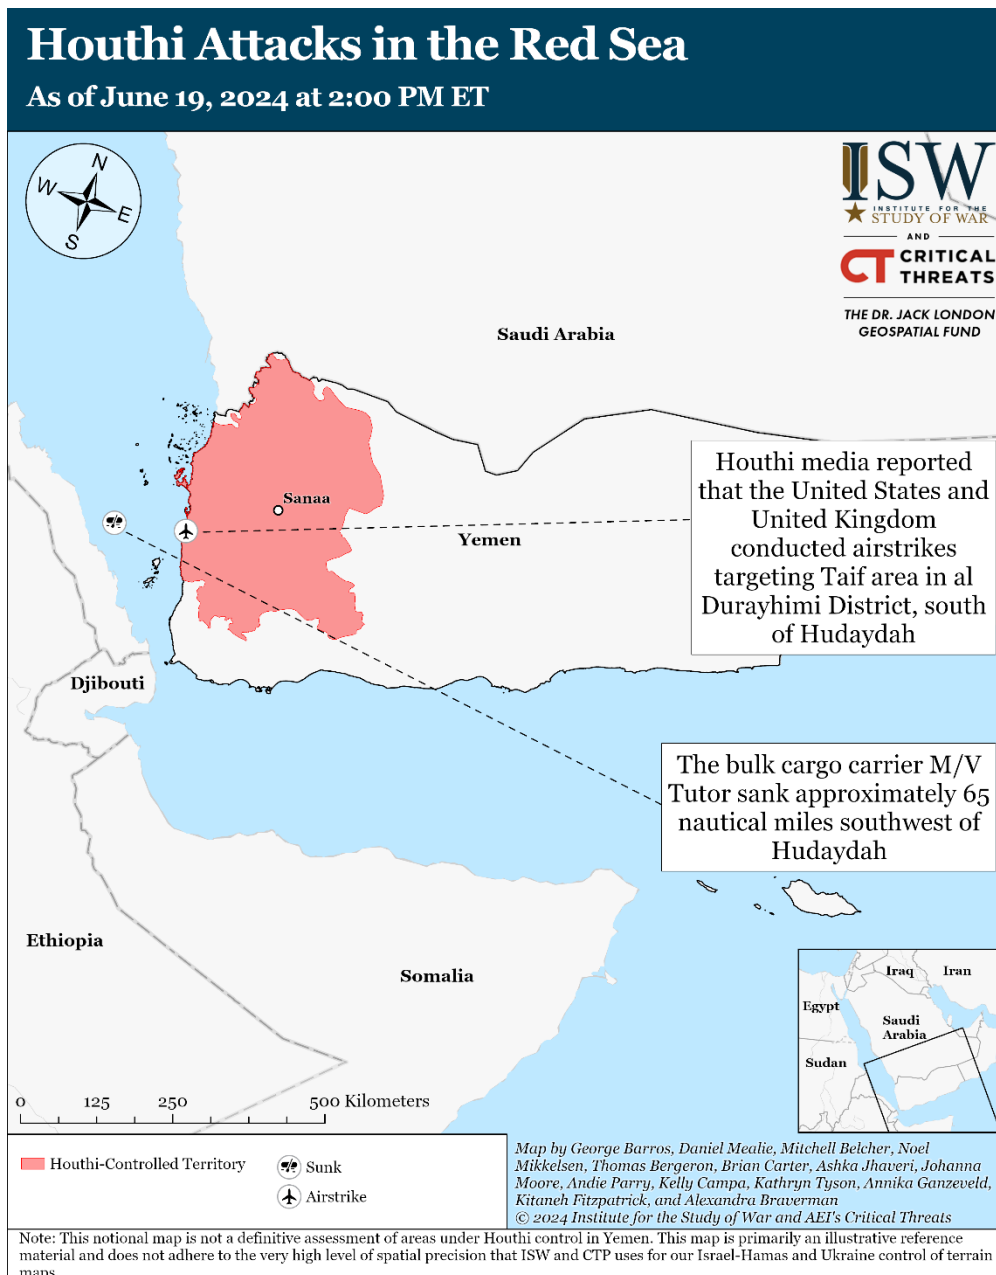 Houthi Attacks in the Red Sea
As of June 19, 2024 at 2:00 PM ET
N
W
E
S
ISW
INSTITUTE FOR THE
STUDY OF WAR
AND
CT CRITICAL
THREATS
THE DR. JACK LONDON
GEOSPATIAL FUND
Saudi Arabia
Sanaa
Yemen
Houthi media reported
that the United States and
United Kingdom
conducted airstrikes
targeting Taif area in al
Durayhimi District, south
of Hudaydah
Djibouti
The bulk cargo carrier M/V
Tutor sank approximately 65
nautical miles southwest of
Hudaydah
Ethiopia
Somalia
Iraq
Iran
Egypt
Saudi
Arabia
Sudan
0 125 250 500 Kilometers
Houthi-Controlled Territory
Sunk
Airstrike
Map by George Barros, Daniel Mealie, Mitchell Belcher, Noel
Mikkelsen, Thomas Bergeron, Brian Carter, Ashka Jhaveri, Johanna
Moore, Andie Parry, Kelly Campa, Kathryn Tyson, Annika Ganzeveld,
Kitaneh Fitzpatrick, and Alexandra Braverman
© 2024 Institute for the Study of War and AEI's Critical Threats
Note: This notional map is not a definitive assessment of areas under Houthi control in Yemen. This map is primarily an illustrative reference
material and does not adhere to the very high level of spatial precision that ISW and CTP uses for our Israel-Hamas and Ukraine control of terrain
maps